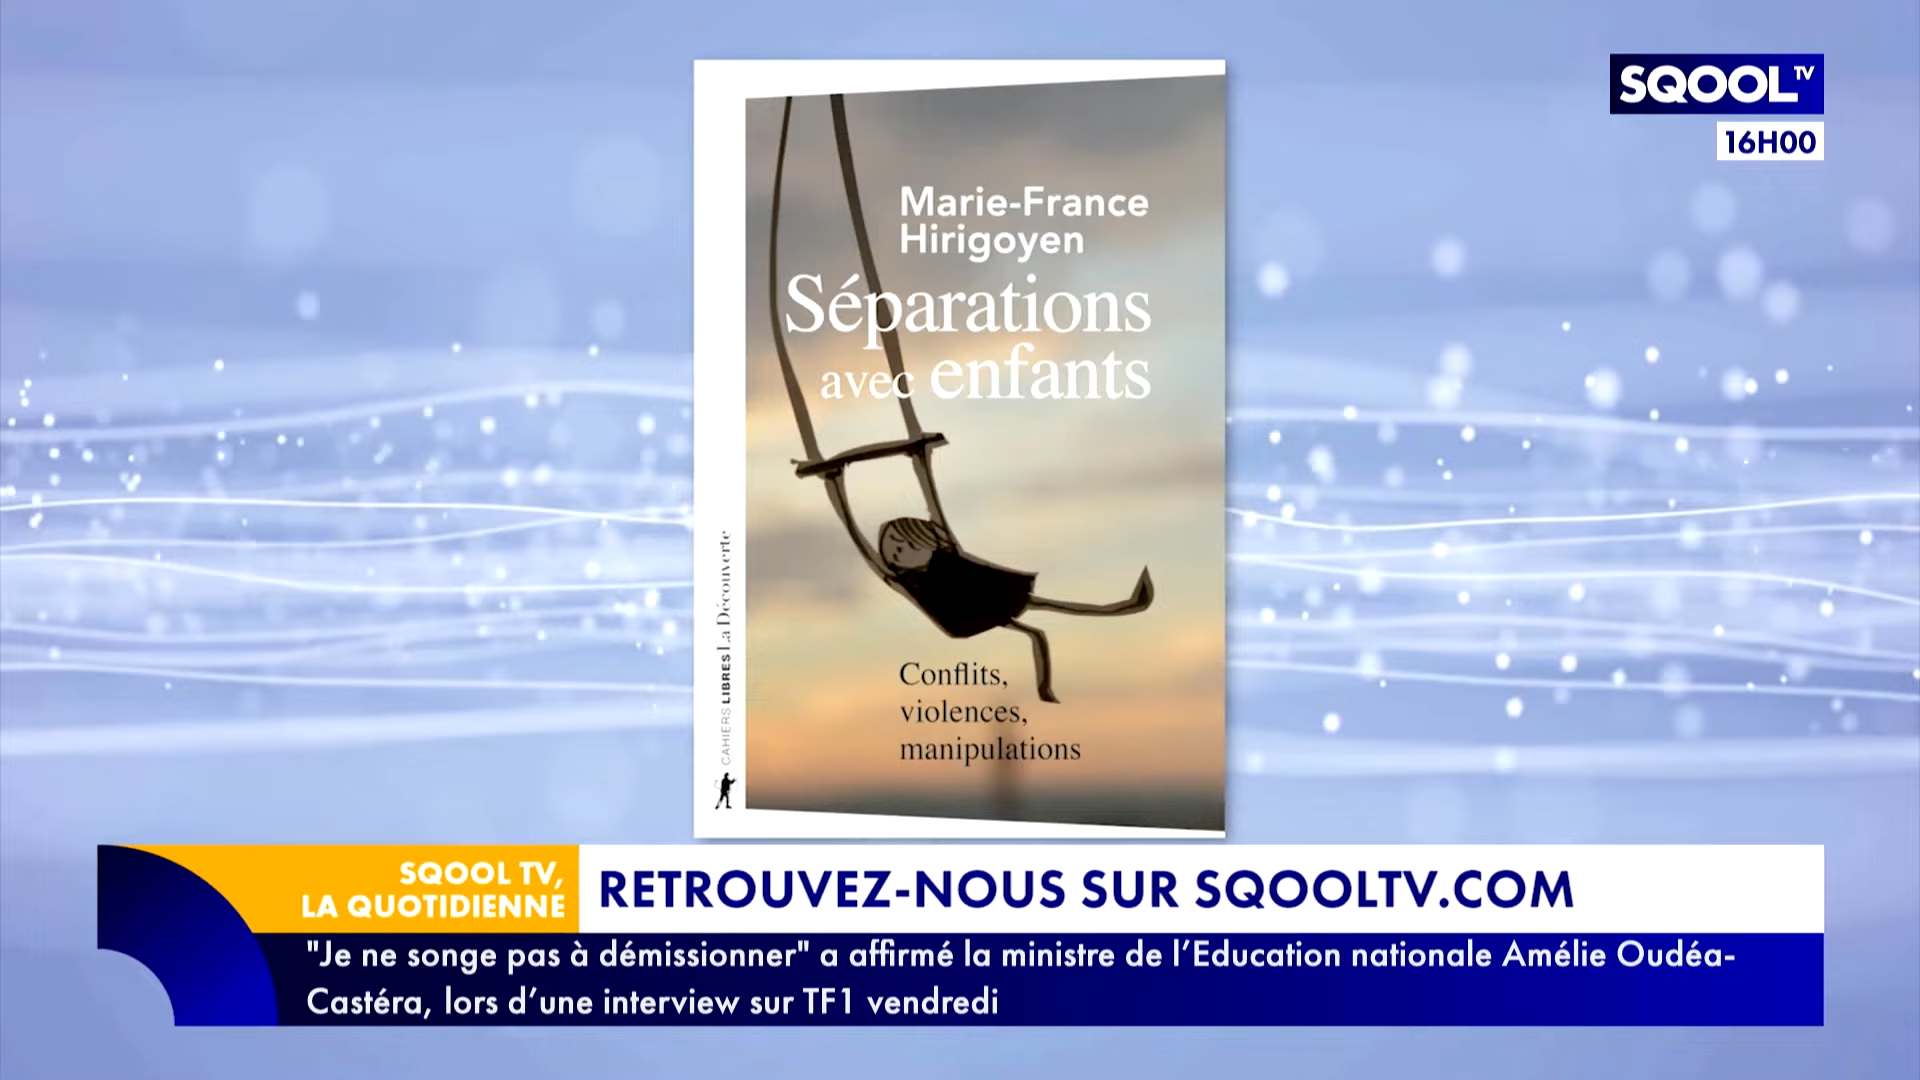 SQOOL TV
16H00
Marie-France
Hirigoyen
Séparations
avec enfants
Conflits,
violences,
manipulations
CAHIERS LIBRES La Découverte
SQOOL TV,
LA QUOTIDIENNE
RETROUVEZ-NOUS SUR SQOOLTV.COM
"Je ne songe pas à démissionner" a affirmé la ministre de l’Education nationale Amélie Oudéa-
Castéra, lors d’une interview sur TF1 vendredi